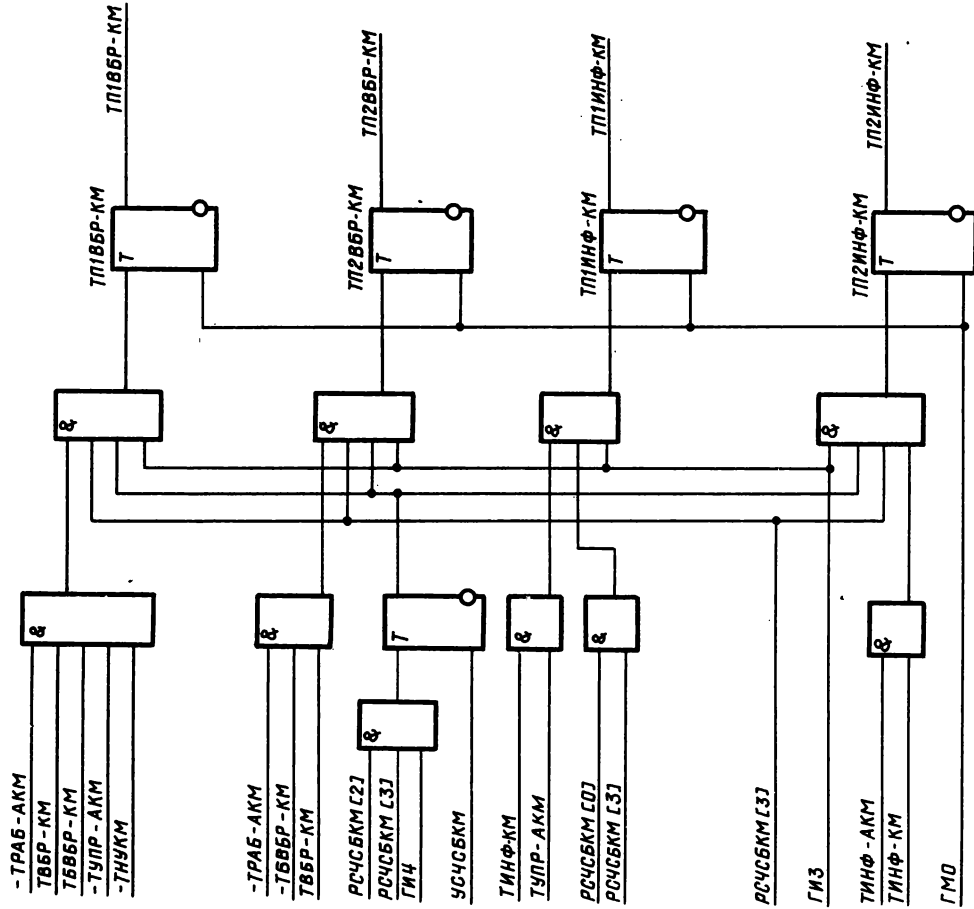 -ТРАБ-АКМ
ТВБР-КМ
ТБВБР-КМ
-ТУПР-АКМ
-ТНУКМ
&
&
ТП1ВБР-КМ
Т
ТП1ВБР-КМ
-ТРАБ-АКМ
-ТБВБР-КМ
ТВБР-КМ
&
&
ТП2ВБР-КМ
Т
ТП2ВБР-КМ
РСЧСБКМ [2]
РСЧСБКМ [3]
ГИ4
&
УСЧСБКМ
Т
ТИНФ-КМ
ТУПР-АКМ
&
&
ТП1ИНФ-КМ
Т
ТП1ИНФ-КМ
РСЧСБКМ [0]
РСЧСБКМ [3]
&
РСЧСБКМ [3]
ГИ3
ТИНФ-АКМ
ТИНФ-КМ
&
&
ТП2ИНФ-КМ
Т
ТП2ИНФ-КМ
ГМО